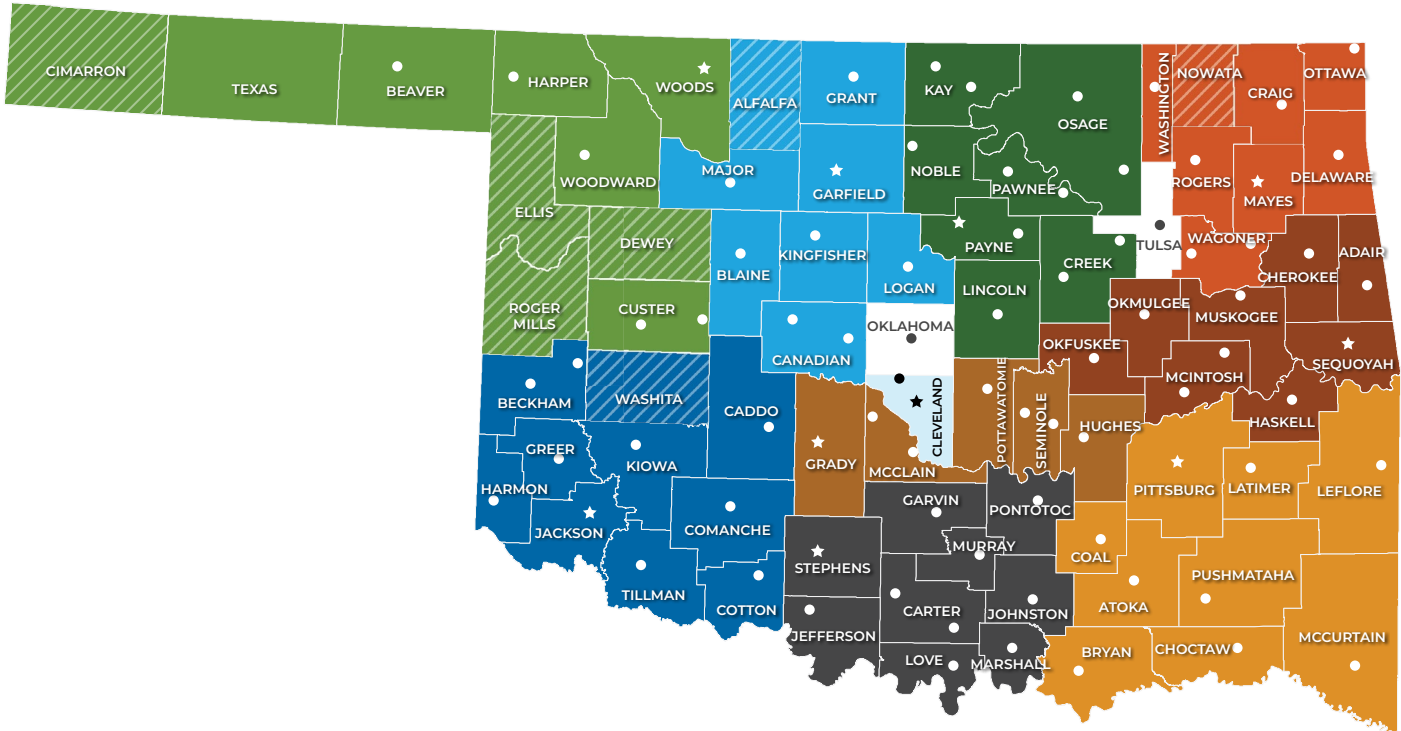 CIMARRON
TEXAS
BEAVER
HARPER
WOODS
ALFALFA
GRANT
KAY
OSAGE
WASHINGTON
NOWATA
CRAIG
OTTAWA
ELLIS
WOODWARD
MAJOR
GARFIELD
NOBLE
PAWNEE
ROGERS
MAYES
DELAWARE
DEWEY
BLAINE
KINGFISHER
LOGAN
PAYNE
CREEK
TULSA
WAGONER
CHEROKEE
ADAIR
ROGER
MILLS
CUSTER
CANADIAN
OKLAHOMA
LINCOLN
OKMULGEE
MUSKOGEE
OKFUSKEE
MCINTOSH
SEQUOYAH
BECKHAM
WASHITA
CADDO
GRADY
MCCLAIN
CLEVELAND
POTTAWATOMIE
SEMINOLE
HUGHES
HASKELL
GREER
HARMON
KIOWA
JACKSON
COMANCHE
TILLMAN
COTTON
STEPHENS
JEFFERSON
GARVIN
MURRAY
PONTOTOC
CARTER
JOHNSTON
LOVE
MARSHALL
PITTSBURG
LATIMER
LEFLORE
COAL
ATOKA
PUSHMATAHA
BRYAN
CHOCTAW
MCCURTAIN